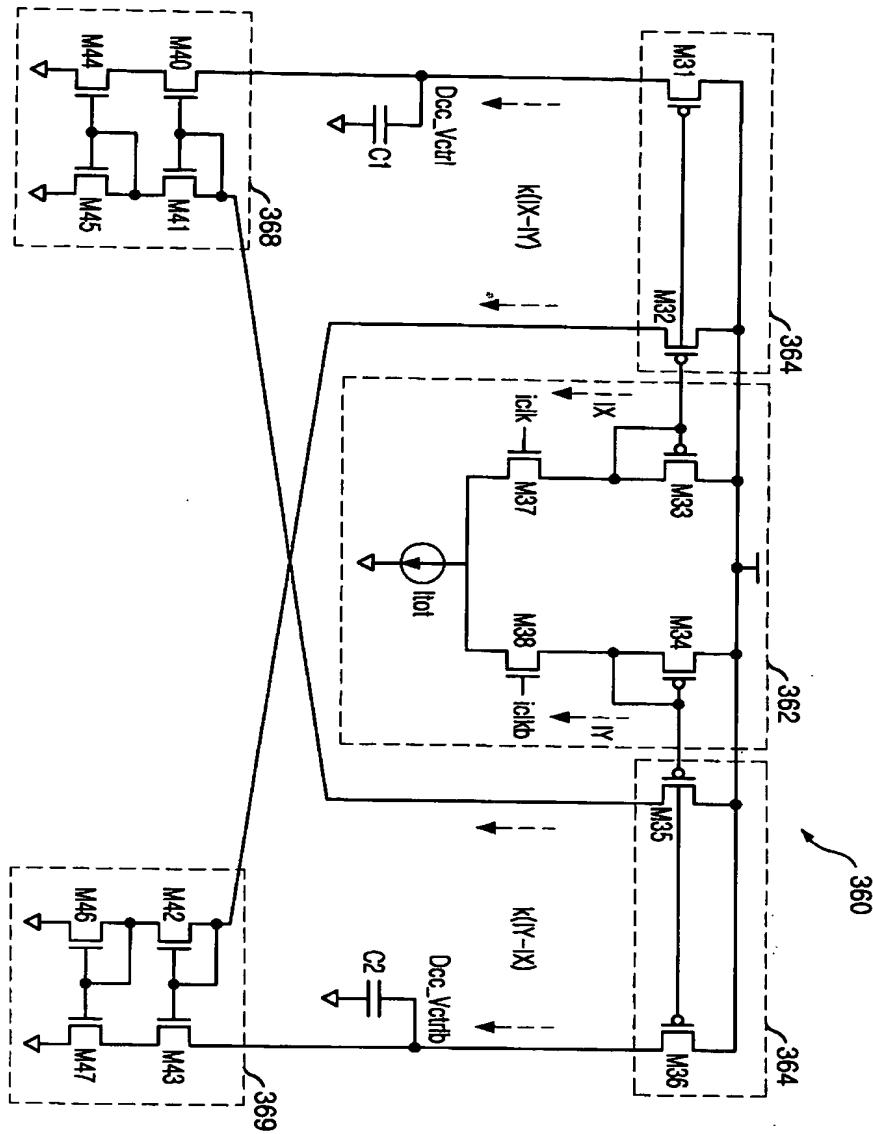 360
364
362
364
M31
M32
M33
M34
M35
M36
IX
IY
iclk
M37
M38
iclkb
Itot
Dcc_Vctrl
C1
k(IX-IY)
k(IY-IX)
Dcc_Vctrlb
C2
M40
M41
M44
M45
368
M42
M43
M46
M47
369